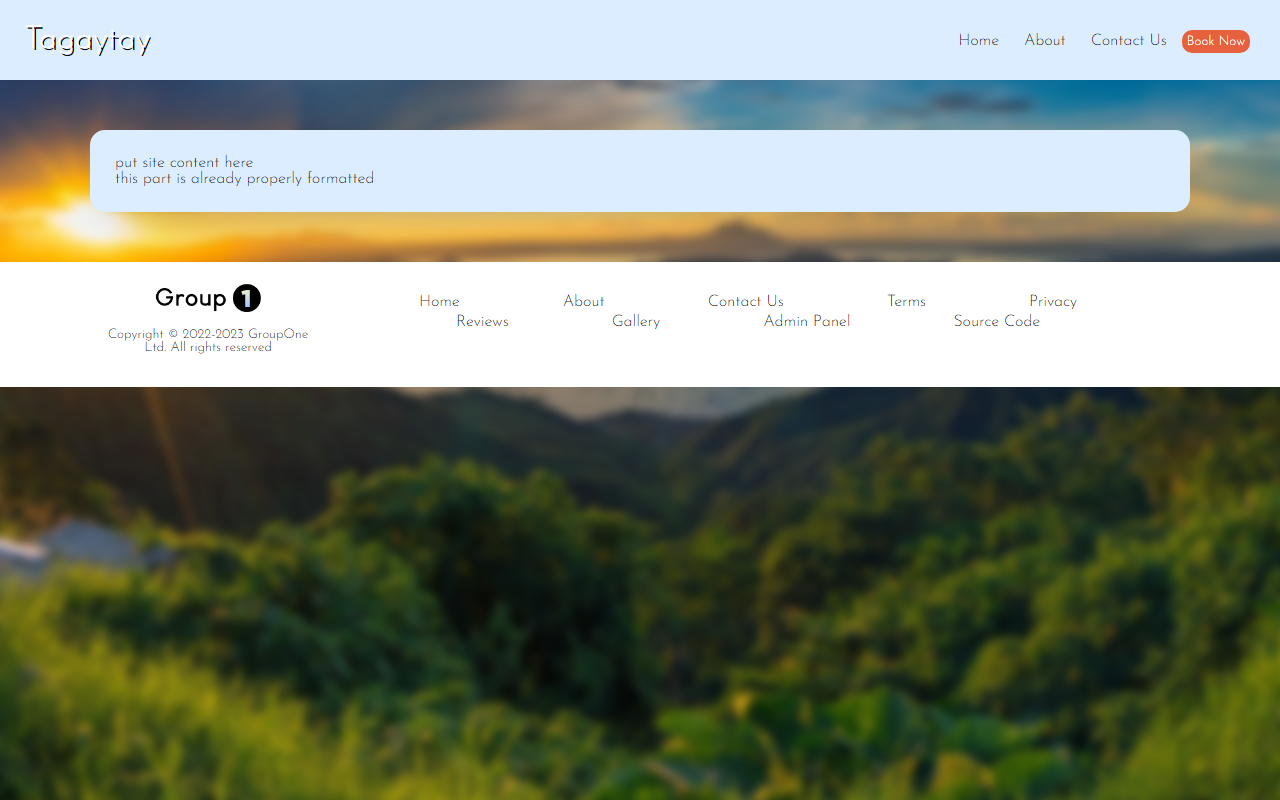 Tagaytay
Home About Contact Us Book Now
put site content here
this part is already properly formatted
Group 1
Copyright © 2022-2023 GroupOne
Ltd. All rights reserved
Home About Contact Us Terms Privacy
Reviews Gallery Admin Panel Source Code